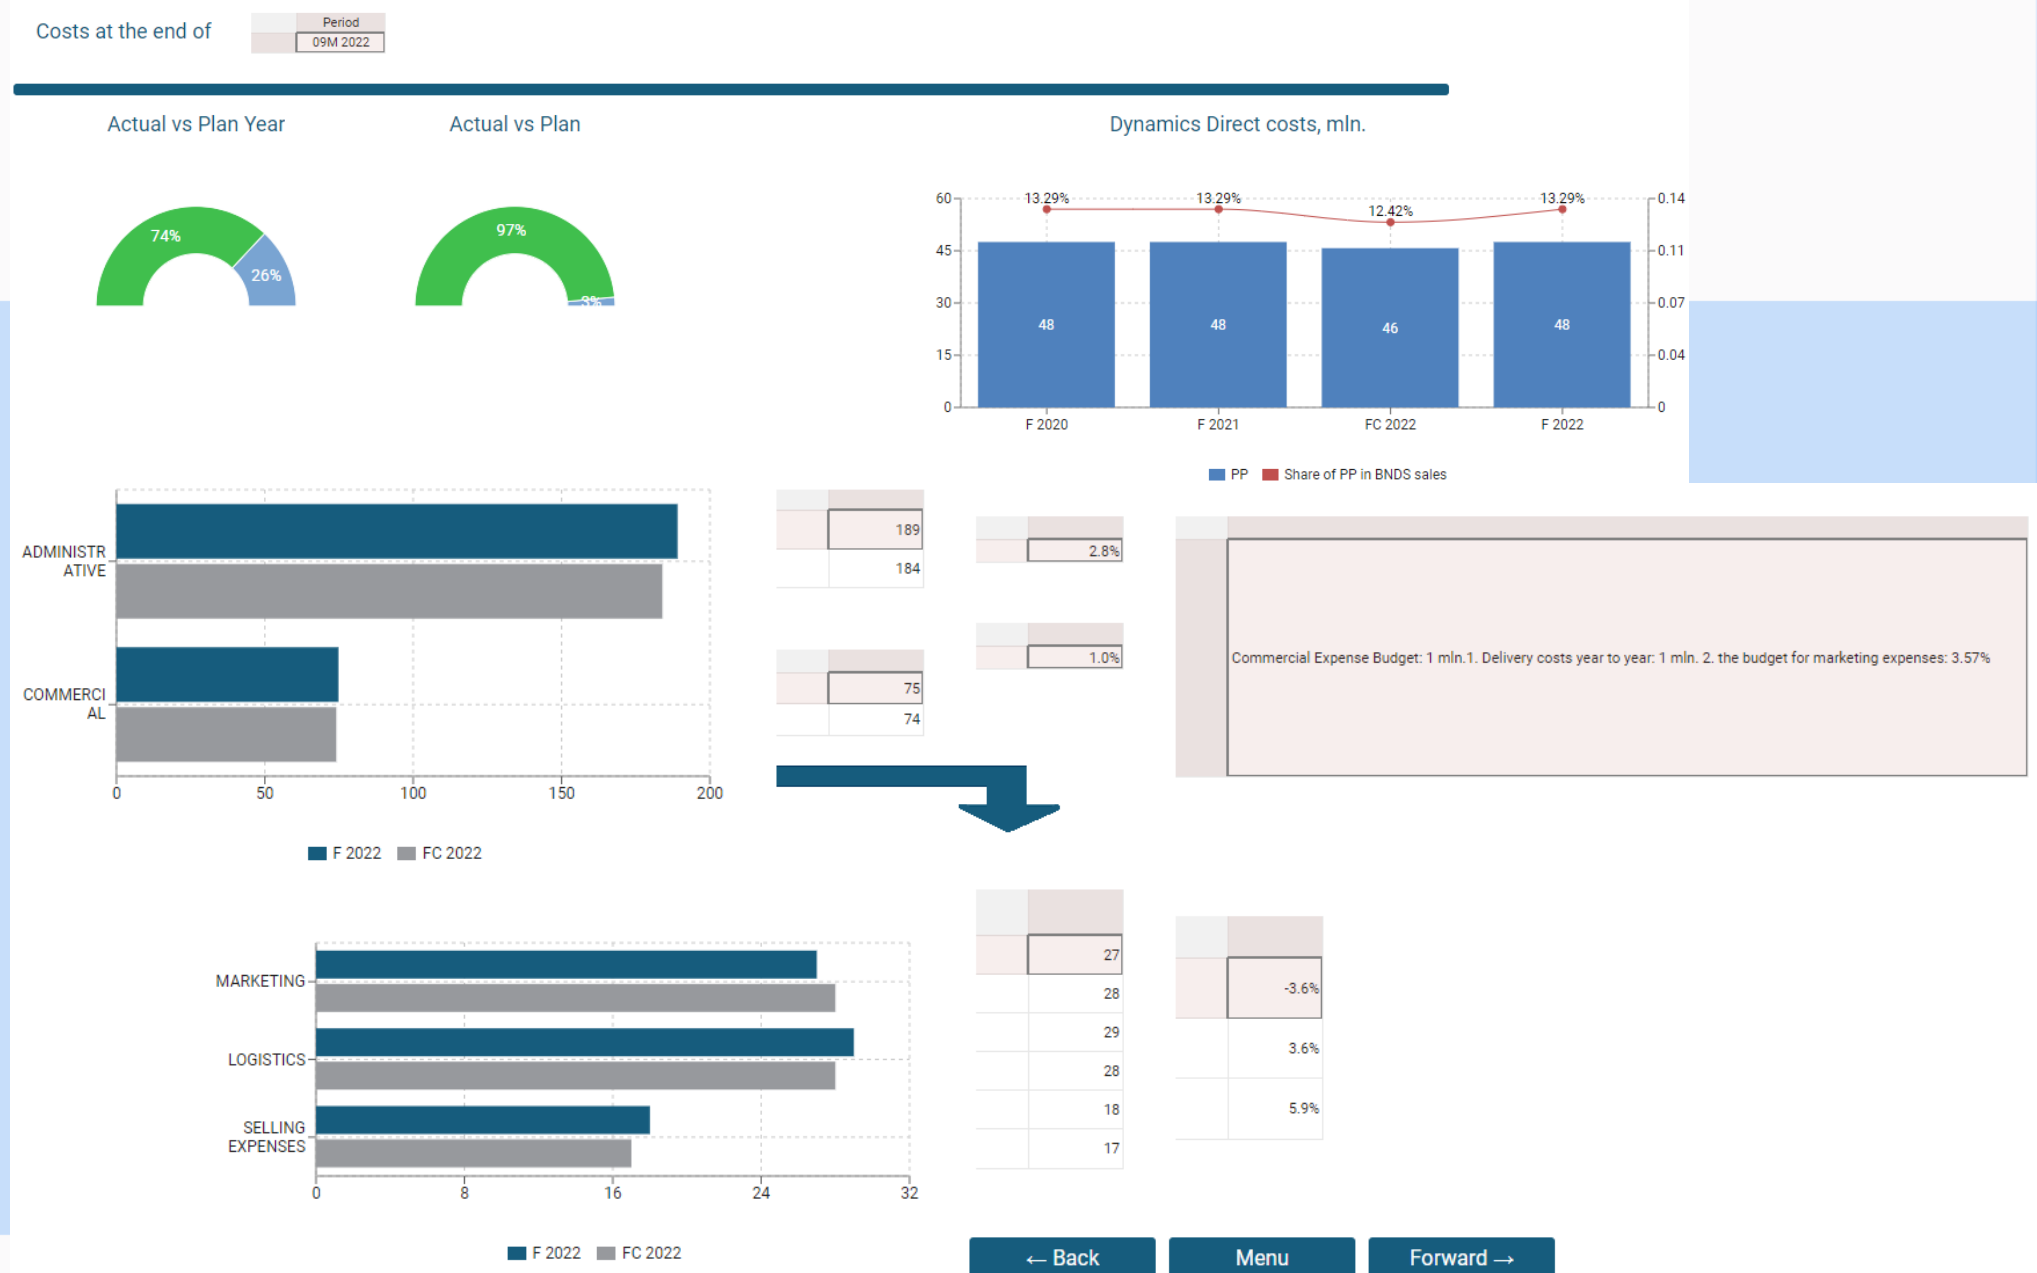 Costs at the end of
Period
09M 2022
Actual vs Plan Year
Actual vs Plan
Dynamics Direct costs, mln.
74%
26%
97%
3%
60
45
30
15
0
13.29%
13.29%
12.42%
13.29%
48
48
46
48
0.14
0.11
0.07
0.04
0
F 2020
F 2021
FC 2022
F 2022
PP
Share of PP in BNDS sales
ADMINISTR
ATIVE
COMMERCI
AL
0
50
100
150
200
F 2022
FC 2022
189
184
75
74
2.8%
1.0%
Commercial Expense Budget: 1 mln.1. Delivery costs year to year: 1 mln. 2. the budget for marketing expenses: 3.57%
MARKETING
LOGISTICS
SELLING
EXPENSES
0
8
16
24
32
F 2022
FC 2022
27
28
29
28
18
17
-3.6%
3.6%
5.9%
← Back
Menu
Forward →